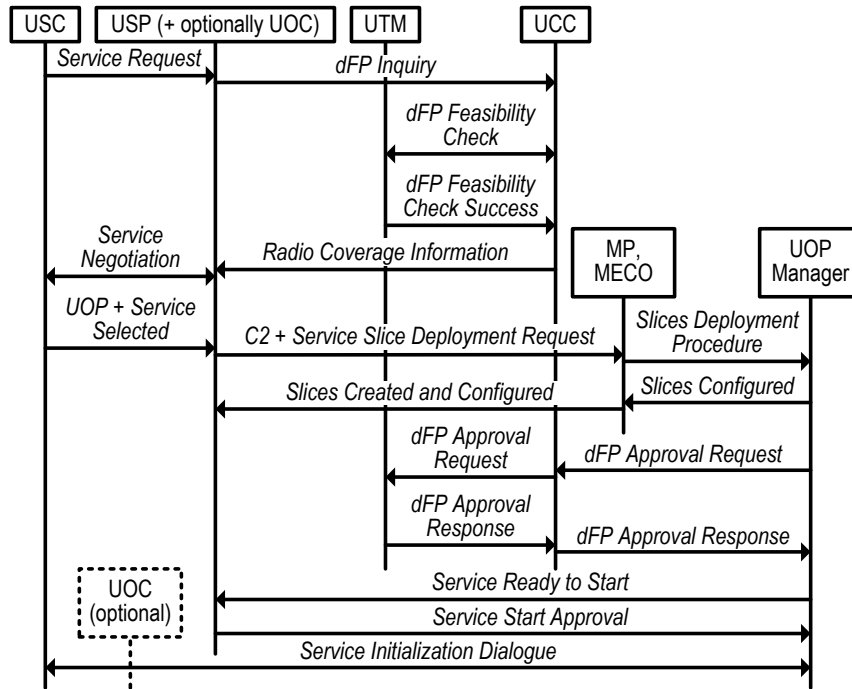 USC
USP (+ optionally UOC)
UTM
UCC
Service Request
dFP Inquiry
dFP Feasibility
Check
dFP Feasibility
Check Success
Service
Negotiation
Radio Coverage Information
MP,
MECO
UOP
Manager
UOP + Service
Selected
C2 + Service Slice Deployment Request
Slices Deployment
Procedure
Slices Created and Configured
Slices Configured
dFP Approval
Request
dFP Approval Request
dFP Approval
Response
dFP Approval Response
UOC
(optional)
Service Ready to Start
Service Start Approval
Service Initialization Dialogue